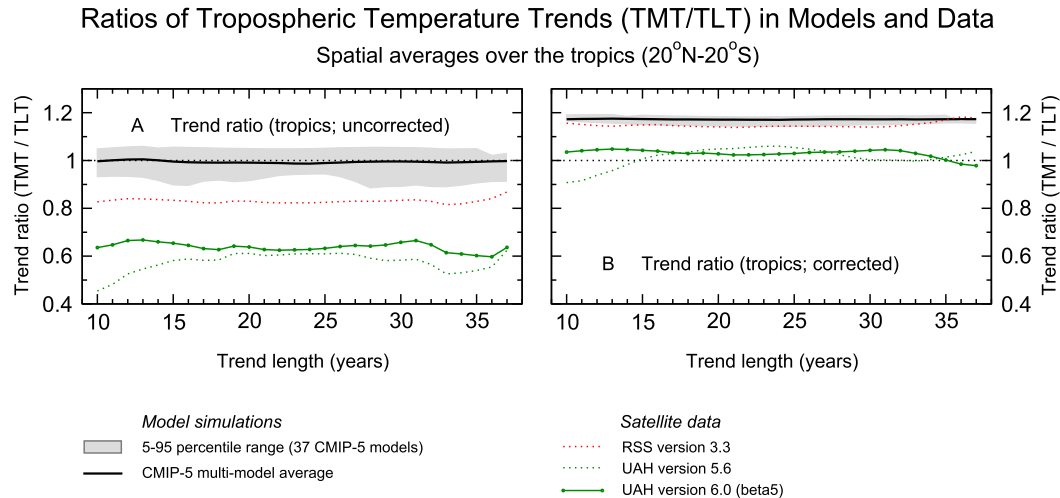 Ratios of Tropospheric Temperature Trends (TMT/TLT) in Models and Data
Spatial averages over the tropics (20°N-20°S)
Trend ratio (TMT / TLT)
1.2
1
0.8
0.6
0.4
A Trend ratio (tropics; uncorrected)
10 15 20 25 30 35
Trend length (years)
B Trend ratio (tropics; corrected)
10 15 20 25 30 35
Trend length (years)
1.2
1
0.8
0.6
0.4
Trend ratio (TMT / TLT)
Model simulations
5-95 percentile range (37 CMIP-5 models)
CMIP-5 multi-model average
Satellite data
RSS version 3.3
UAH version 5.6
UAH version 6.0 (beta5)